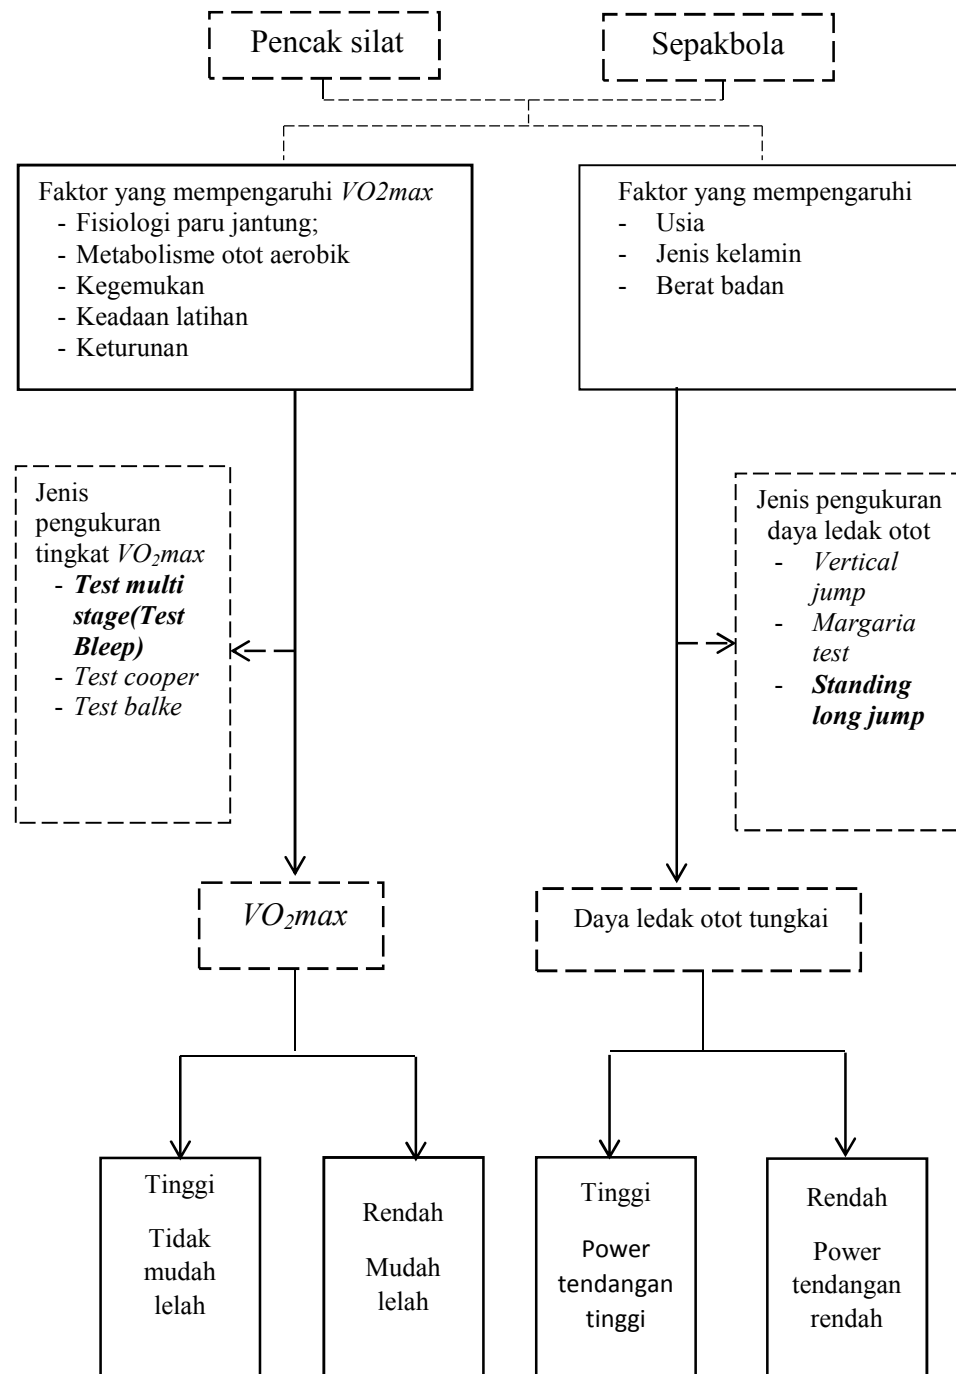 Pencak silat
Sepakbola
Faktor yang mempengaruhi VO2max
- Fisiologi paru jantung;
- Metabolisme otot aerobik
- Kegemukan
- Keadaan latihan
- Keturunan
Faktor yang mempengaruhi
- Usia
- Jenis kelamin
- Berat badan
Jenis
pengukuran
tingkat VO₂max
- Test multi
stage(Test
Bleep)
- Test cooper
- Test balke
Jenis pengukuran
daya ledak otot
- Vertical
jump
- Margaria
test
- Standing
long jump
VO₂max
Daya ledak otot tungkai
Tinggi
Tidak
mudah
lelah
Rendah
Mudah
lelah
Tinggi
Power
tendangan
tinggi
Rendah
Power
tendangan
rendah